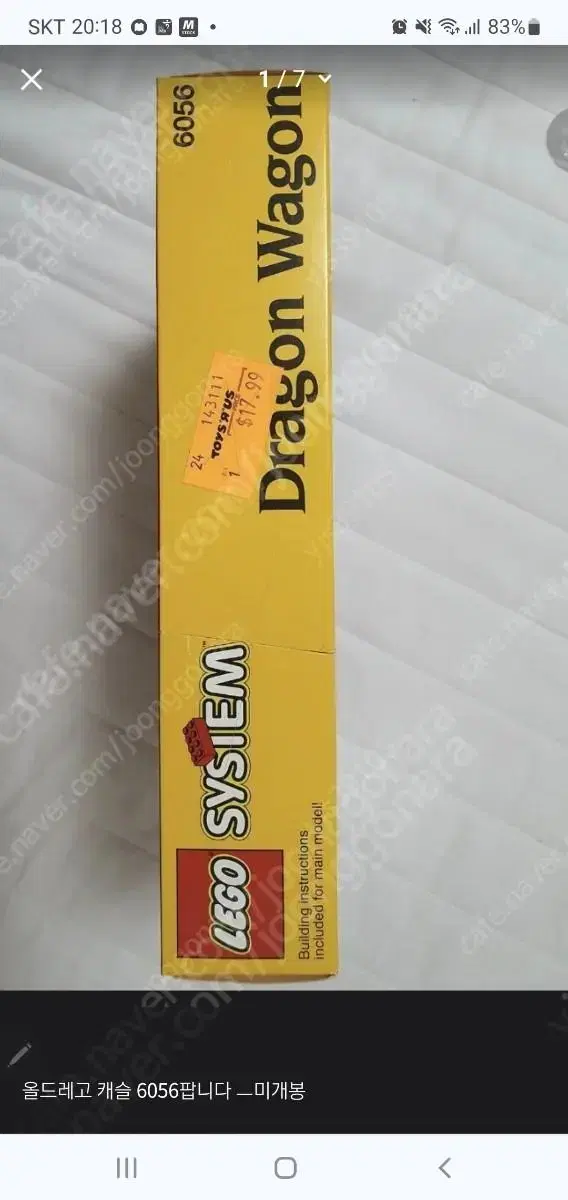 SKT 20:18
83%
1 / 7
6056
Dragon Wagon
24 143111
TOYS"R"US
$17.99
1
LEGO SYSTEM
Building instructions
included for main model!
올드레고 캐슬 6056팝니다 ㅡ미개봉